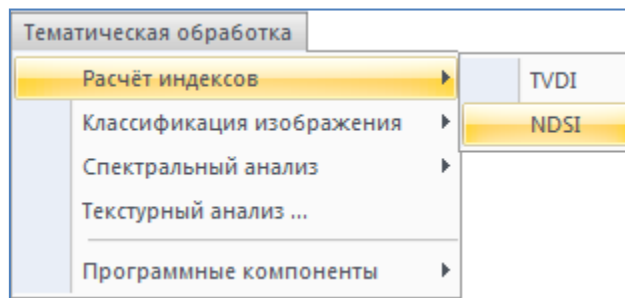 Тематическая обработка
Расчёт индексов
TVDI
Классификация изображения
NDSI
Спектральный анализ
Текстурный анализ ...
Программные компоненты